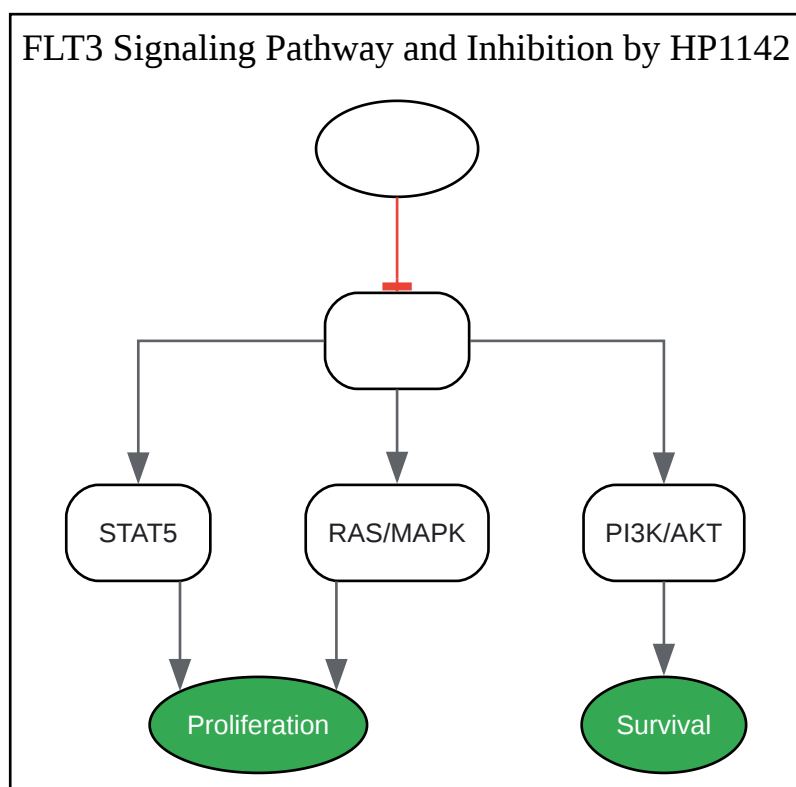 FLT3 Signaling Pathway and Inhibition by HP1142
STAT5
RAS/MAPK
PI3K/AKT
Proliferation
Survival